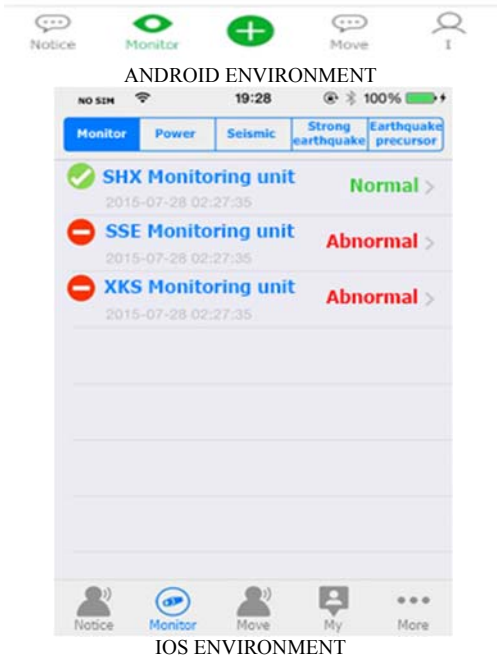 Notice Monitor Move I
ANDROID ENVIRONMENT
NO SIM 19:28 100%
Monitor Power Seismic Strong earthquake Earthquake precursor
SHX Monitoring unit Normal >
2015-07-28 02:27:35
SSE Monitoring unit Abnormal >
2015-07-28 02:27:35
XKS Monitoring unit Abnormal >
2015-07-28 02:27:35
Notice Monitor Move My More
IOS ENVIRONMENT